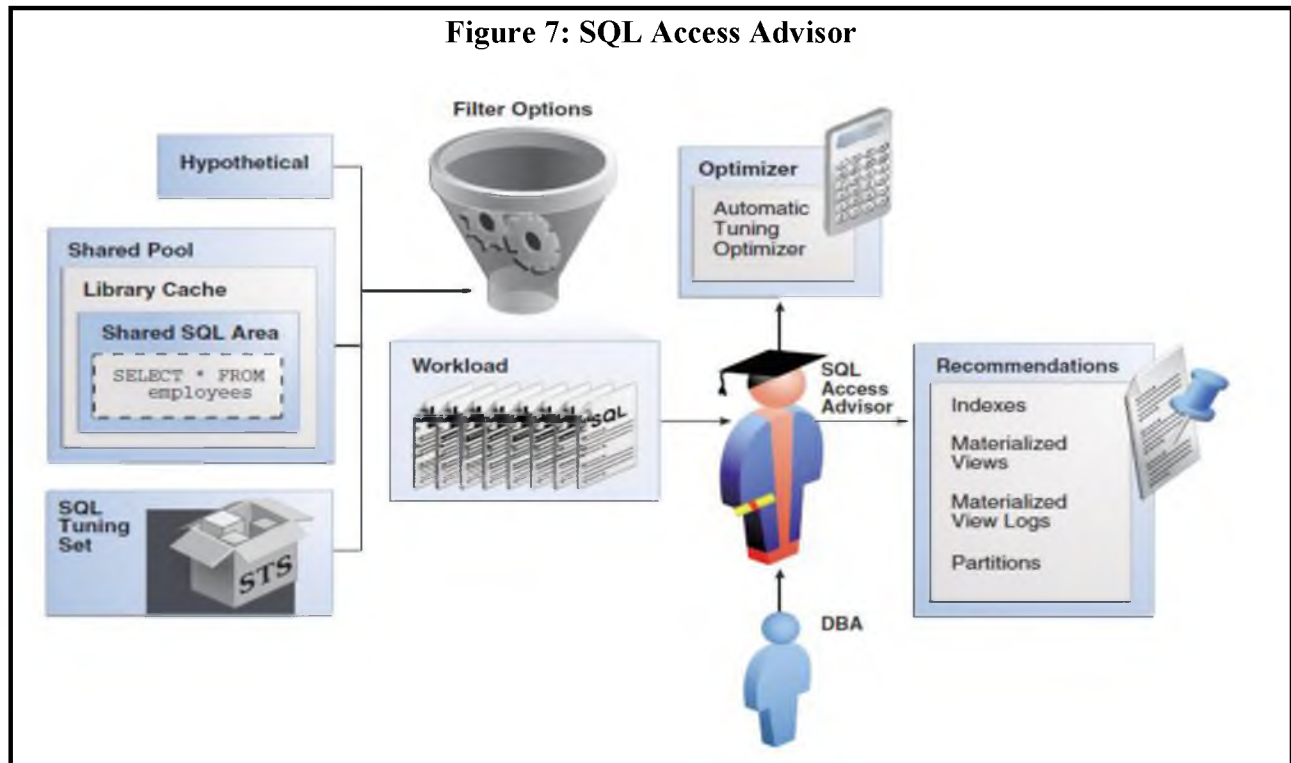 Figure 7: SQL Access Advisor
Filter Options
Hypothetical
Optimizer
Automatic
Tuning
Optimizer
Shared Pool
Library Cache
Shared SQL Area
SELECT * FROM
employees
Workload
SQL
SQL
Access
Advisor
Recommendations
Indexes
Materialized
Views
Materialized
View Logs
Partitions
SQL
Tuning
Set
STS
DBA